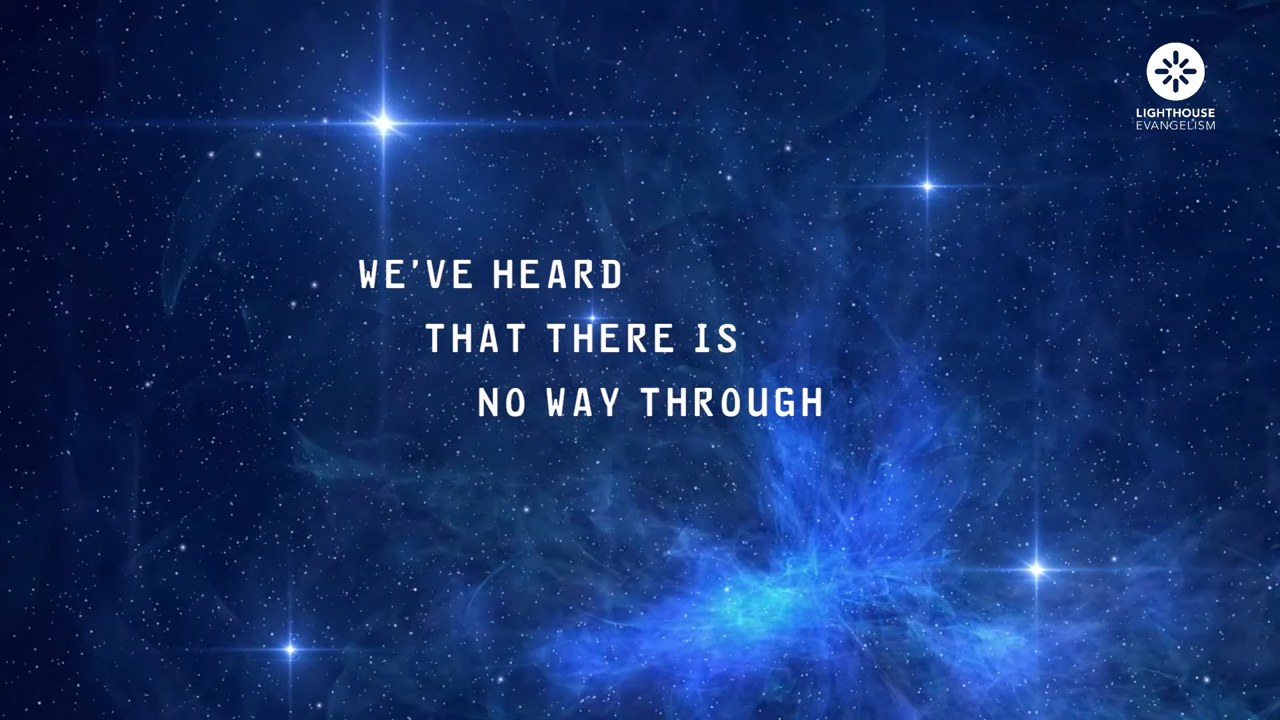 LIGHTHOUSE
EVANGELISM
WE'VE HEARD
THAT THERE IS
NO WAY THROUGH